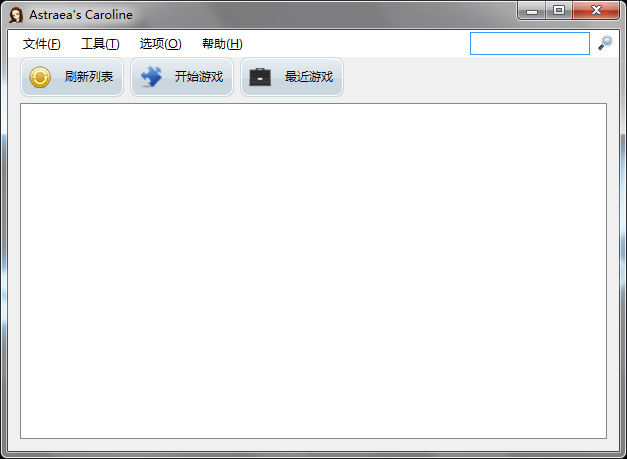 Astraea's Caroline
文件(F) 工具(T) 选项(O) 帮助(H)
刷新列表 开始游戏 最近游戏